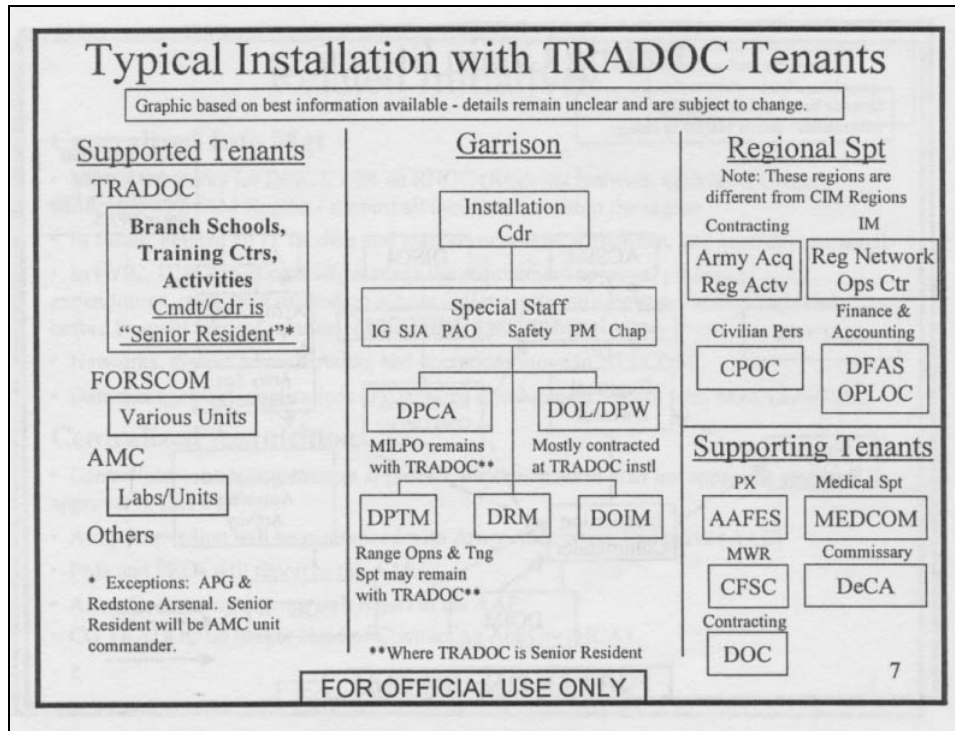 Typical Installation with TRADOC Tenants
Graphic based on best information available - details remain unclear and are subject to change.
Supported Tenants
TRADOC
Branch Schools,
Training Ctrs,
Activities
Cmdt/Cdr is
“Senior Resident”*
FORSCOM
Various Units
AMC
Labs/Units
Others
* Exceptions: APG &
Redstone Arsenal. Senior
Resident will be AMC unit
commander.
Garrison
Installation
Cdr
Special Staff
IG SJA PAO Safety PM Chap
DPCA
DOL/DPW
MILPO remains
with TRADOC**
Mostly contracted
at TRADOC instl
DPTM
DRM
DOIM
Range Opns & Tng
Spt may remain
with TRADOC**
**Where TRADOC is Senior Resident
Regional Spt
Note: These regions are
different from CIM Regions
Contracting
Army Acq
Reg Actv
IM
Reg Network
Ops Ctr
Civilian Pers
CPOC
Finance &
Accounting
DFAS
OPLOC
Supporting Tenants
PX
AAFES
Medical Spt
MEDCOM
MWR
CFSC
Commissary
DeCA
Contracting
DOC
7
FOR OFFICIAL USE ONLY